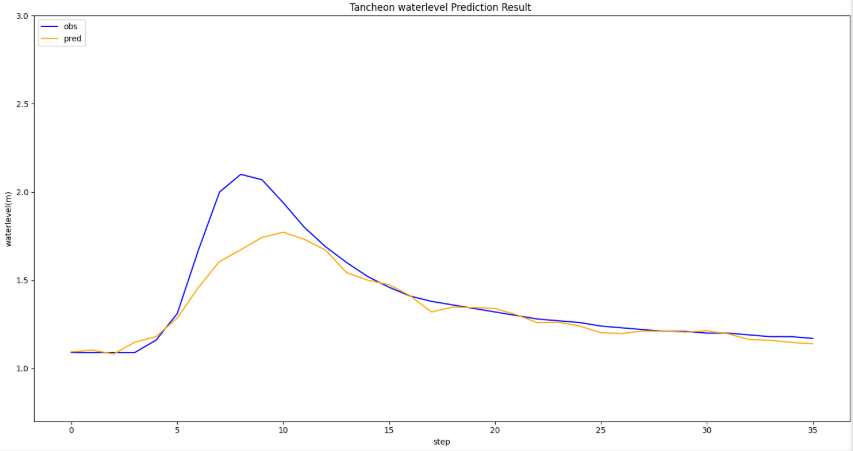 Tancheon waterlevel Prediction Result
obs
pred
3.0
2.5
2.0
1.5
1.0
waterlevel(m)
0 5 10 15 20 25 30 35
step